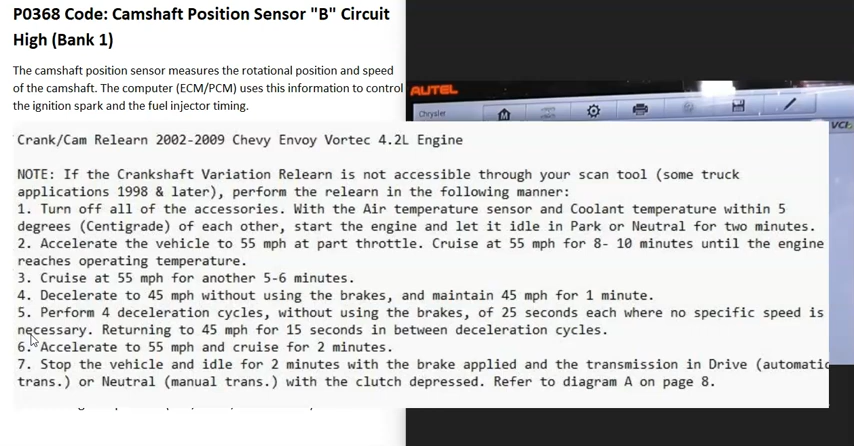 P0368 Code: Camshaft Position Sensor "B" Circuit
High (Bank 1)
The camshaft position sensor measures the rotational position and speed
of the camshaft. The computer (ECM/PCM) uses this information to control
the ignition spark and the fuel injector timing.
AUTEL
Chrysler
VCI
Crank/Cam Relearn 2002-2009 Chevy Envoy Vortec 4.2L Engine
NOTE: If the Crankshaft Variation Relearn is not accessible through your scan tool (some truck
applications 1998 & later), perform the relearn in the following manner:
1. Turn off all of the accessories. With the Air temperature sensor and Coolant temperature within 5
degrees (Centigrade) of each other, start the engine and let it idle in Park or Neutral for two minutes.
2. Accelerate the vehicle to 55 mph at part throttle. Cruise at 55 mph for 8- 10 minutes until the engine
reaches operating temperature.
3. Cruise at 55 mph for another 5-6 minutes.
4. Decelerate to 45 mph without using the brakes, and maintain 45 mph for 1 minute.
5. Perform 4 deceleration cycles, without using the brakes, of 25 seconds each where no specific speed is
necessary. Returning to 45 mph for 15 seconds in between deceleration cycles.
6. Accelerate to 55 mph and cruise for 2 minutes.
7. Stop the vehicle and idle for 2 minutes with the brake applied and the transmission in Drive (automatic
trans.) or Neutral (manual trans.) with the clutch depressed. Refer to diagram A on page 8.